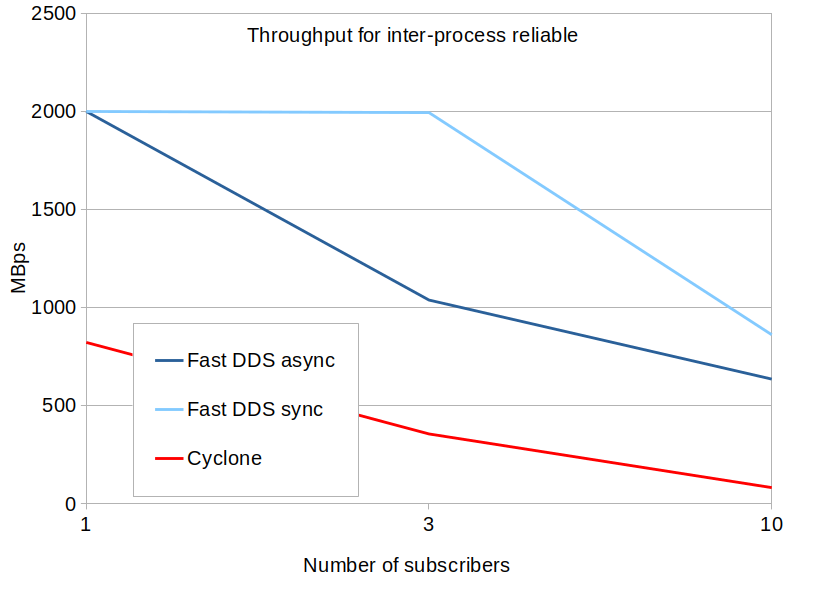 Throughput for inter-process reliable
2500
2000
1500
1000
500
0
MBps
Fast DDS async
Fast DDS sync
Cyclone
1 3 10
Number of subscribers